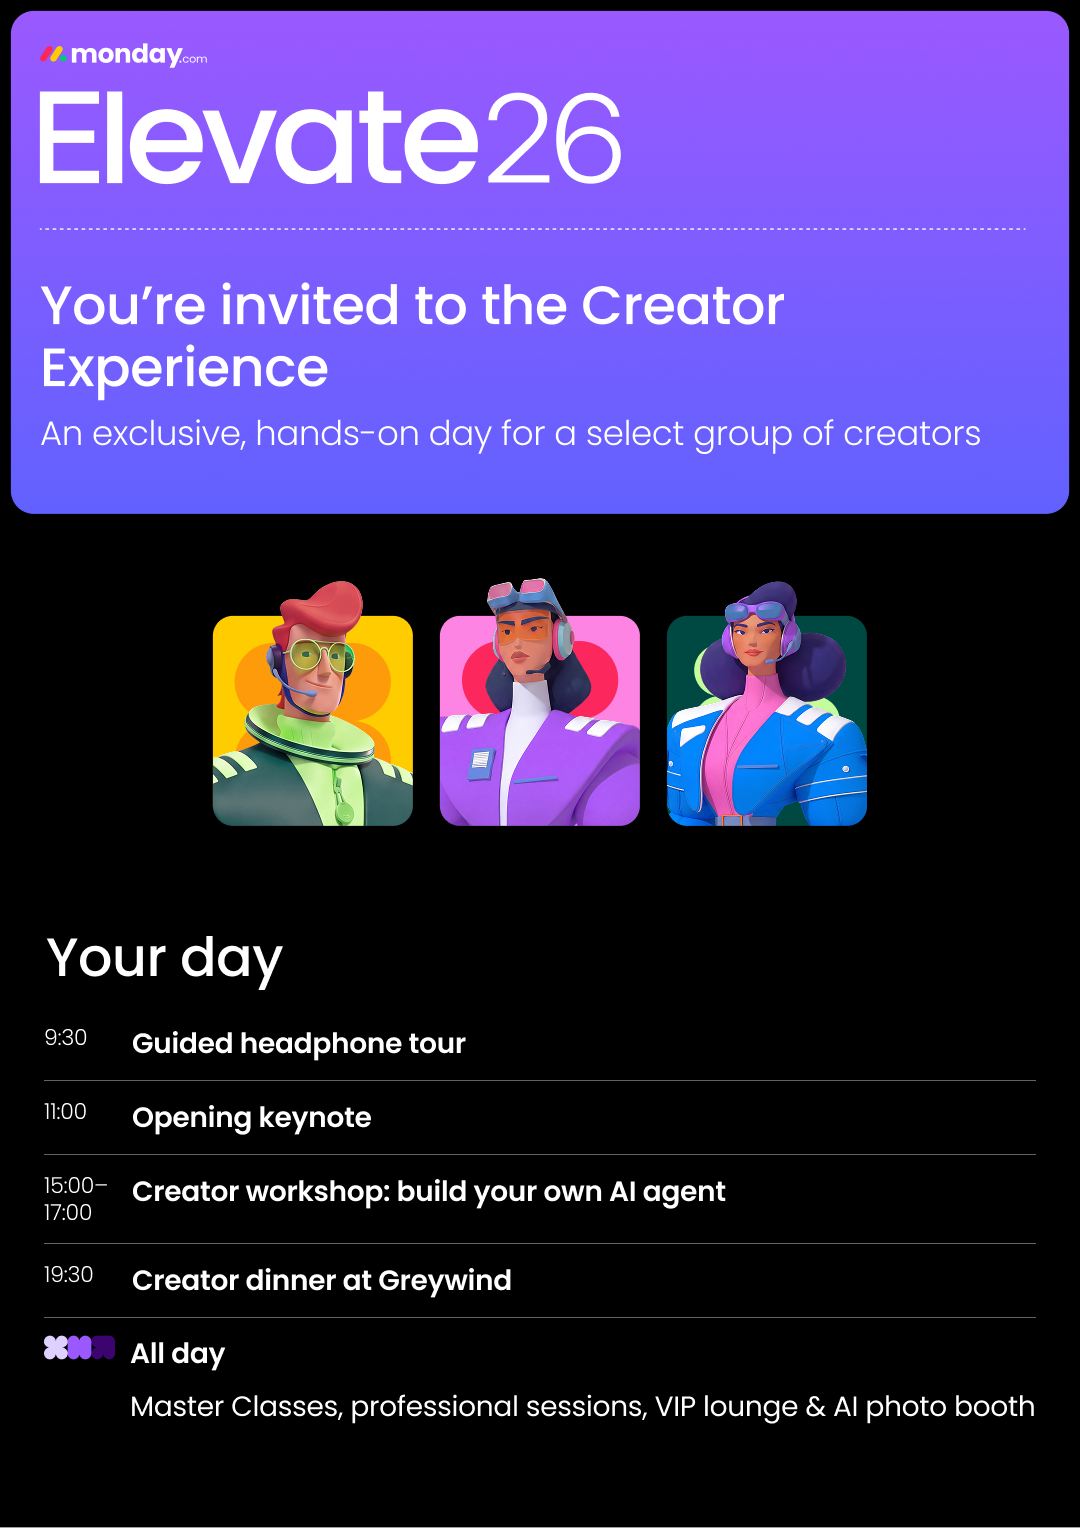 monday.com
Elevate26
You’re invited to the Creator
Experience
An exclusive, hands-on day for a select group of creators
Your day
9:30 Guided headphone tour
11:00 Opening keynote
15:00–
17:00 Creator workshop: build your own AI agent
19:30 Creator dinner at Greywind
All day
Master Classes, professional sessions, VIP lounge & AI photo booth